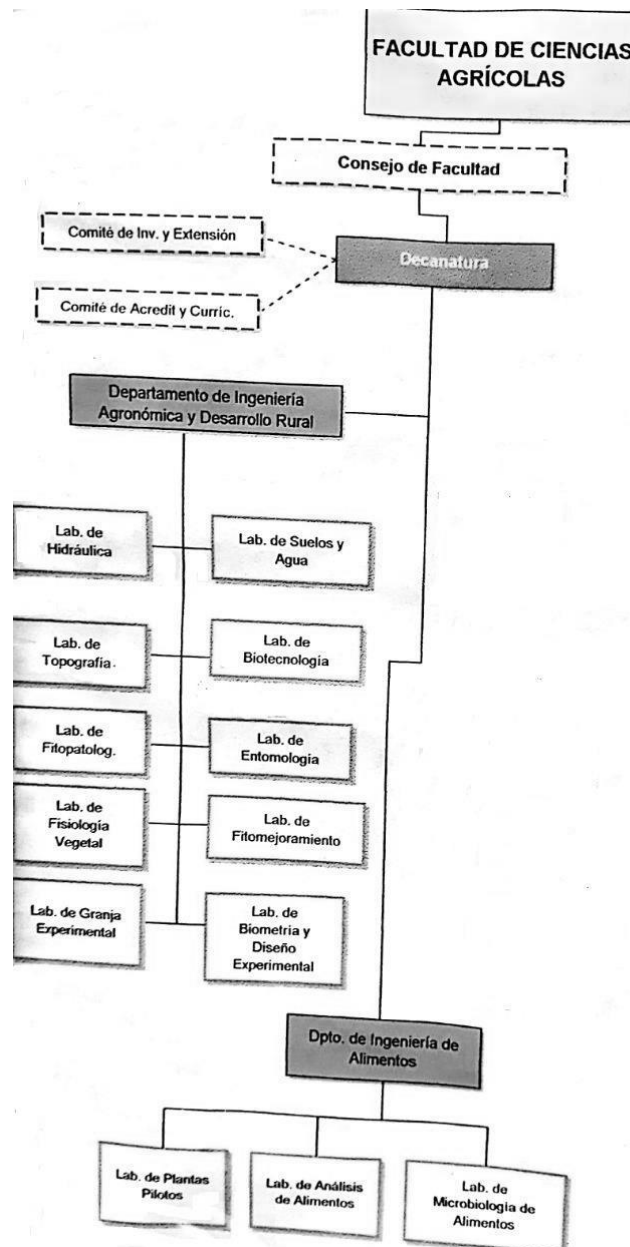 FACULTAD DE CIENCIAS
AGRÍCOLAS
Consejo de Facultad
Comité de Inv. y Extensión
Decanatura
Comité de Acredit y Curric.
Departamento de Ingeniería
Agronómica y Desarrollo Rural
Lab. de
Hidráulica
Lab. de Suelos y
Agua
Lab. de
Topografia.
Lab. de
Biotecnología
Lab. de
Fitopatolog.
Lab. de
Entomología
Lab. de
Fisiología
Vegetal
Lab. de
Fitomejoramiento
Lab. de Granja
Experimental
Lab. de
Biometria y
Diseño
Experimental
Dpto. de Ingeniería de
Alimentos
Lab. de Plantas
Pilotos
Lab. de Análisis
de Alimentos
Lab. de
Microbiología de
Alimentos